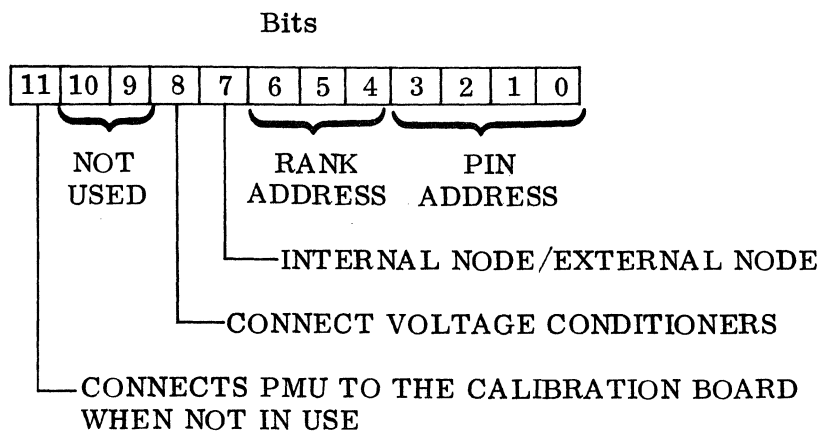 Bits
11 10 9 8 7 6 5 4 3 2 1 0
NOT USED
RANK ADDRESS
PIN ADDRESS
INTERNAL NODE/EXTERNAL NODE
CONNECT VOLTAGE CONDITIONERS
CONNECTS PMU TO THE CALIBRATION BOARD
WHEN NOT IN USE